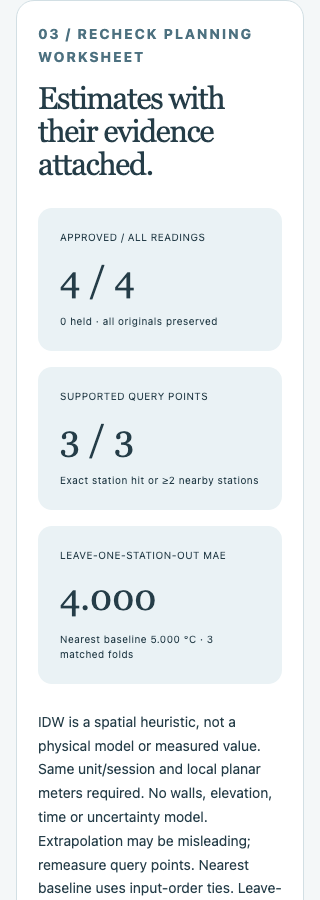 03 / RECHECK PLANNING
WORKSHEET
Estimates with
their evidence
attached.
APPROVED / ALL READINGS
4 / 4
0 held · all originals preserved
SUPPORTED QUERY POINTS
3 / 3
Exact station hit or ≥2 nearby stations
LEAVE-ONE-STATION-OUT MAE
4.000
Nearest baseline 5.000 °C · 3
matched folds
IDW is a spatial heuristic, not a
physical model or measured value.
Same unit/session and local planar
meters required. No walls, elevation,
time or uncertainty model.
Extrapolation may be misleading;
remeasure query points. Nearest
baseline uses input-order ties. Leave-